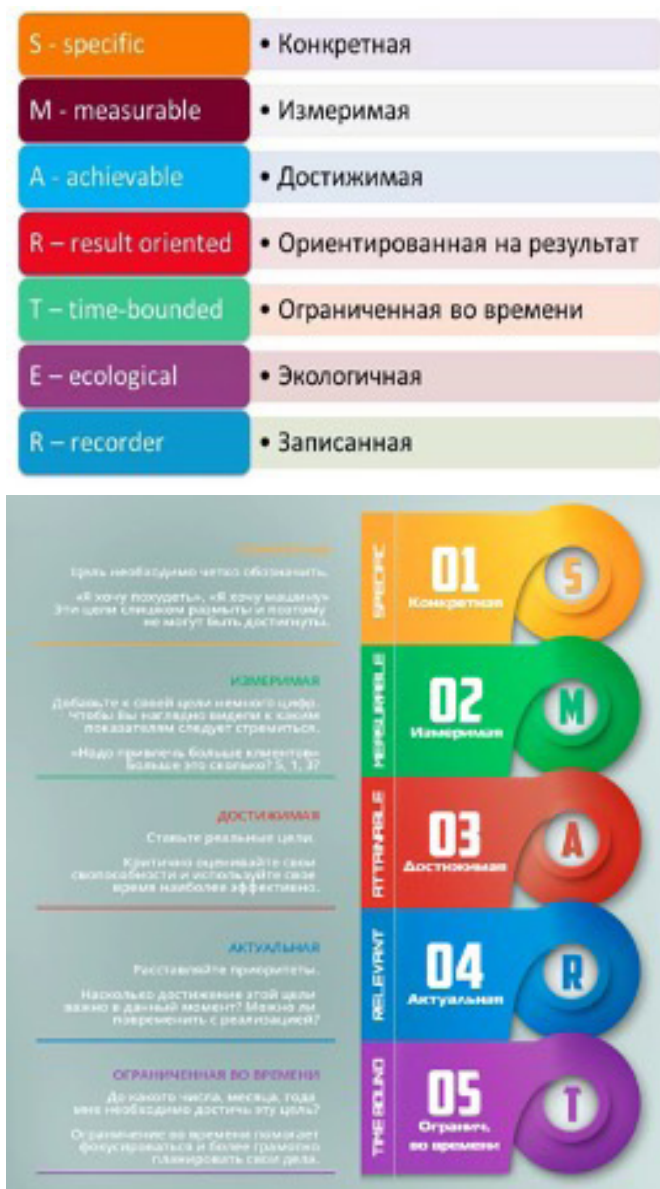 S - specific
• Конкретная
M - measurable
• Измеримая
A - achievable
• Достижимая
R – result oriented
• Ориентированная на результат
T – time-bounded
• Ограниченная во времени
E – ecological
• Экологичная
R – recorder
• Записанная
Цель необходимо четко обозначить.
«Я хочу похудеть», «Я хочу машину»
Эти цели слишком размыты и поэтому
не могут быть достигнуты.
SPECIFIC
01
Конкретная
S
ИЗМЕРИМАЯ
Добавьте к своей цели немного цифр.
чтобы Вы наглядно видели к каким
показателям следует стремиться.
«Надо привлечь больше клиентов»
Больше это сколько? 5, 1, 3?
MEASURABLE
02
Измеримая
M
ДОСТИЖИМАЯ
Ставьте реальные цели.
Критично оценивайте свои
способности и используйте свое
время наиболее эффективно.
ATTAINABLE
03
Достижимая
A
АКТУАЛЬНАЯ
Расставляйте приоритеты.
Насколько достижение этой цели
важно в данный момент? Можно ли
повременить с реализацией?
RELEVANT
04
Актуальная
R
ОГРАНИЧЕННАЯ ВО ВРЕМЕНИ
До какого числа, месяца, года
мне необходимо достичь эту цель?
Ограничение во времени помогает
фокусироваться и более грамотно
планировать свои дела.
TIME BOUND
05
Огранич.
во времени
T